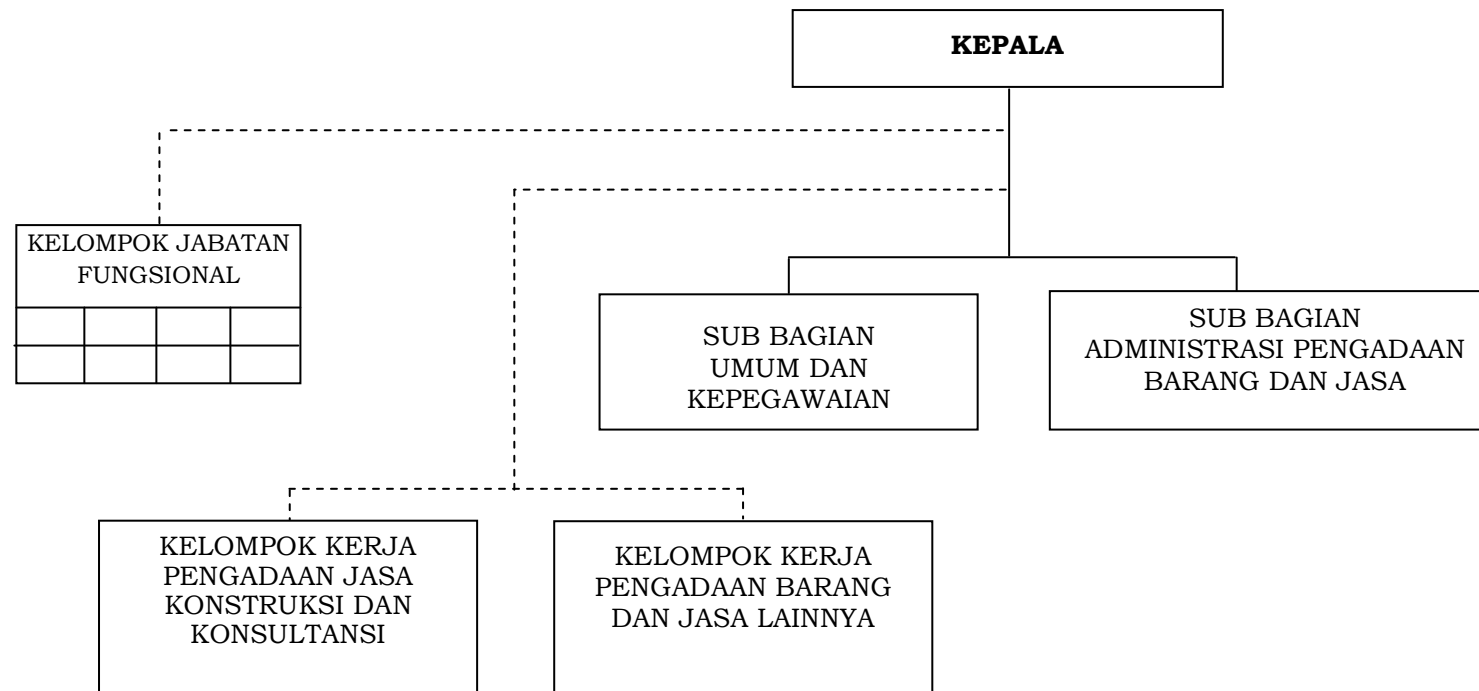 KEPALA
KELOMPOK JABATAN
FUNGSIONAL
SUB BAGIAN
UMUM DAN
KEPEGAWAIAN
SUB BAGIAN
ADMINISTRASI PENGADAAN
BARANG DAN JASA
KELOMPOK KERJA
PENGADAAN JASA
KONSTRUKSI DAN
KONSULTANSI
KELOMPOK KERJA
PENGADAAN BARANG
DAN JASA LAINNYA